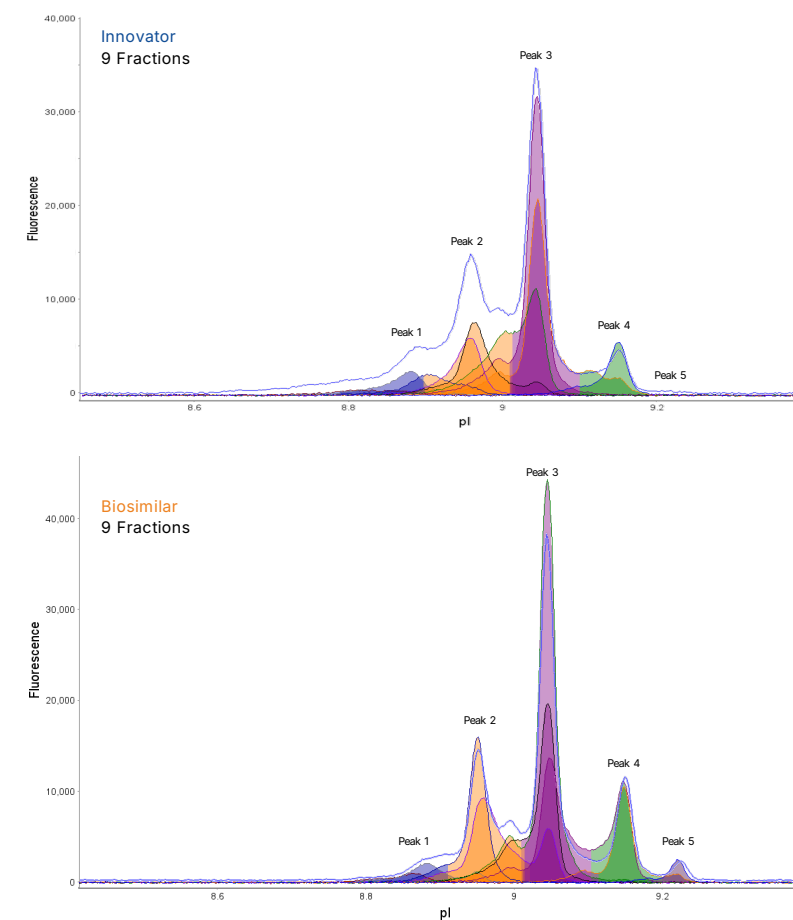 40,000
Innovator
9 Fractions
Peak 3
30,000
Fluorescence
20,000
Peak 2
10,000
Peak 1
Peak 4
Peak 5
0
8.6
8.8
9
9.2
pI
Peak 3
Biosimilar
9 Fractions
40,000
30,000
Fluorescence
20,000
Peak 2
Peak 4
10,000
Peak 1
Peak 5
0
8.6
8.8
9
9.2
pI